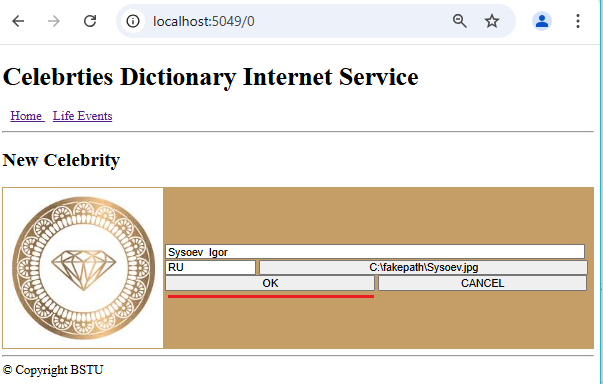 localhost:5049/0
Celebrties Dictionary Internet Service
Home Life Events
New Celebrity
Sysoev Igor
RU C:\fakepath\Sysoev.jpg
OK CANCEL
© Copyright BSTU